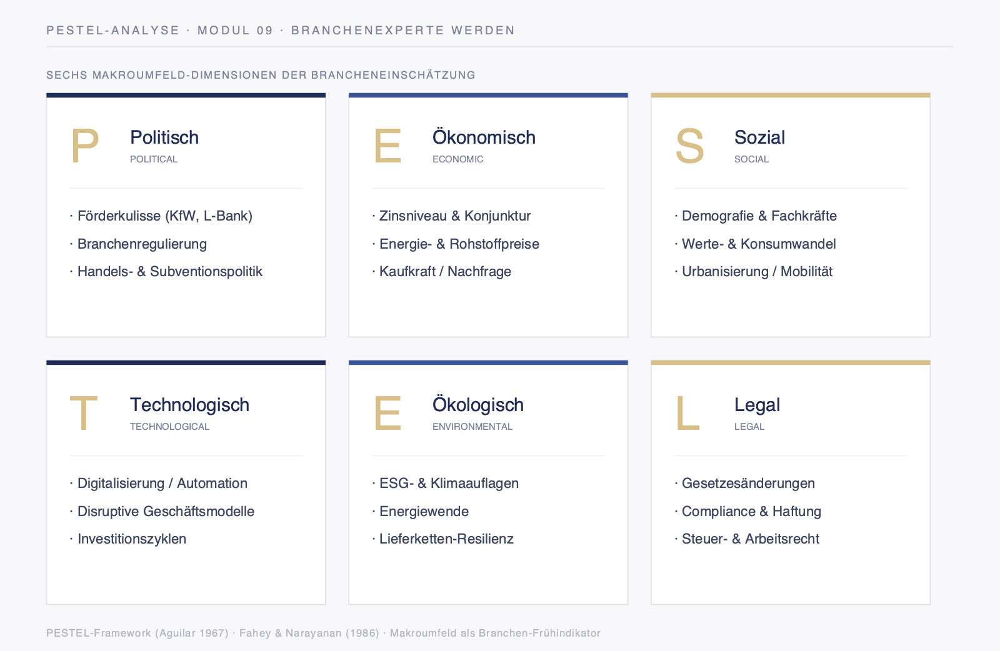 PESTEL-ANALYSE · MODUL 09 · BRANCHENEXPERTE WERDEN
SECHS MAKROUMFELD-DIMENSIONEN DER BRANCHENEINSCHÄTZUNG
P
Politisch
POLITICAL
· Förderkulisse (KfW, L-Bank)
· Branchenregulierung
· Handels- & Subventionspolitik
E
Ökonomisch
ECONOMIC
· Zinsniveau & Konjunktur
· Energie- & Rohstoffpreise
· Kaufkraft / Nachfrage
S
Sozial
SOCIAL
· Demografie & Fachkräfte
· Werte- & Konsumwandel
· Urbanisierung / Mobilität
T
Technologisch
TECHNOLOGICAL
· Digitalisierung / Automation
· Disruptive Geschäftsmodelle
· Investitionszyklen
E
Ökologisch
ENVIRONMENTAL
· ESG- & Klimaauflagen
· Energiewende
· Lieferketten-Resilienz
L
Legal
LEGAL
· Gesetzesänderungen
· Compliance & Haftung
· Steuer- & Arbeitsrecht
PESTEL-Framework (Aguilar 1967) · Fahey & Narayanan (1986) · Makroumfeld als Branchen-Frühindikator